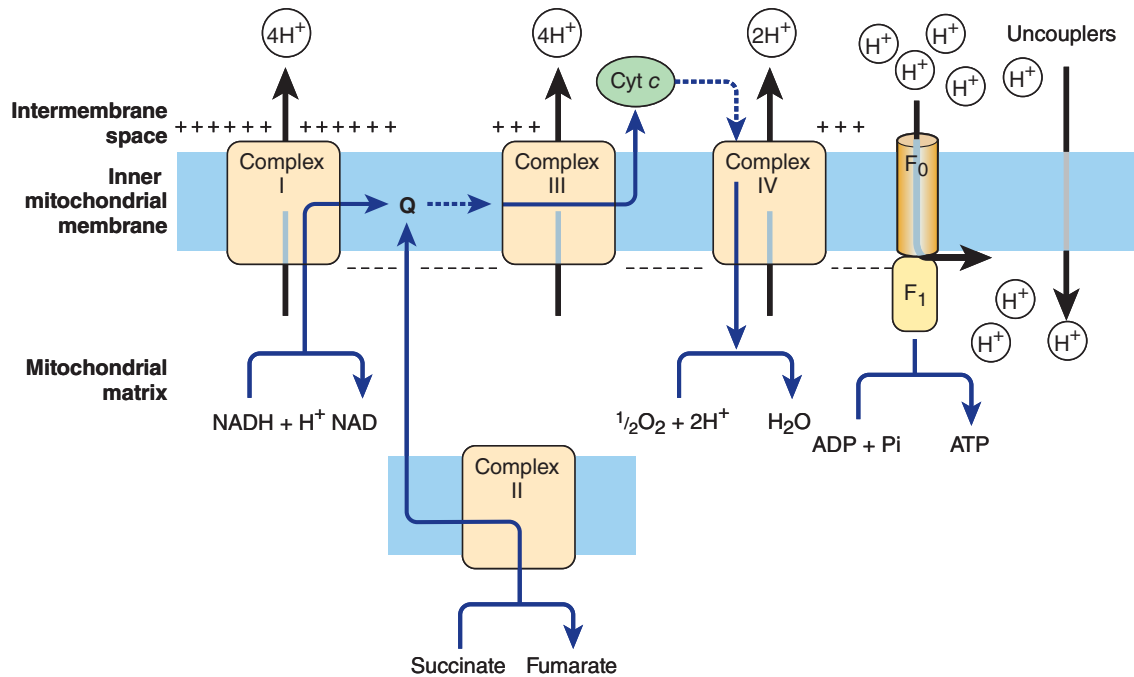 4H⁺
4H⁺
2H⁺
H⁺
H⁺
H⁺
H⁺
H⁺
Uncouplers
Cyt c
Intermembrane
space
++++++
++++++
+++
+++
Complex
I
Complex
III
Complex
IV
F₀
Inner
mitochondrial
membrane
Q
F₁
H⁺
H⁺
H⁺
Mitochondrial
matrix
NADH + H⁺ NAD
½O₂ + 2H⁺
H₂O
ADP + Pi
ATP
Complex
II
Succinate
Fumarate